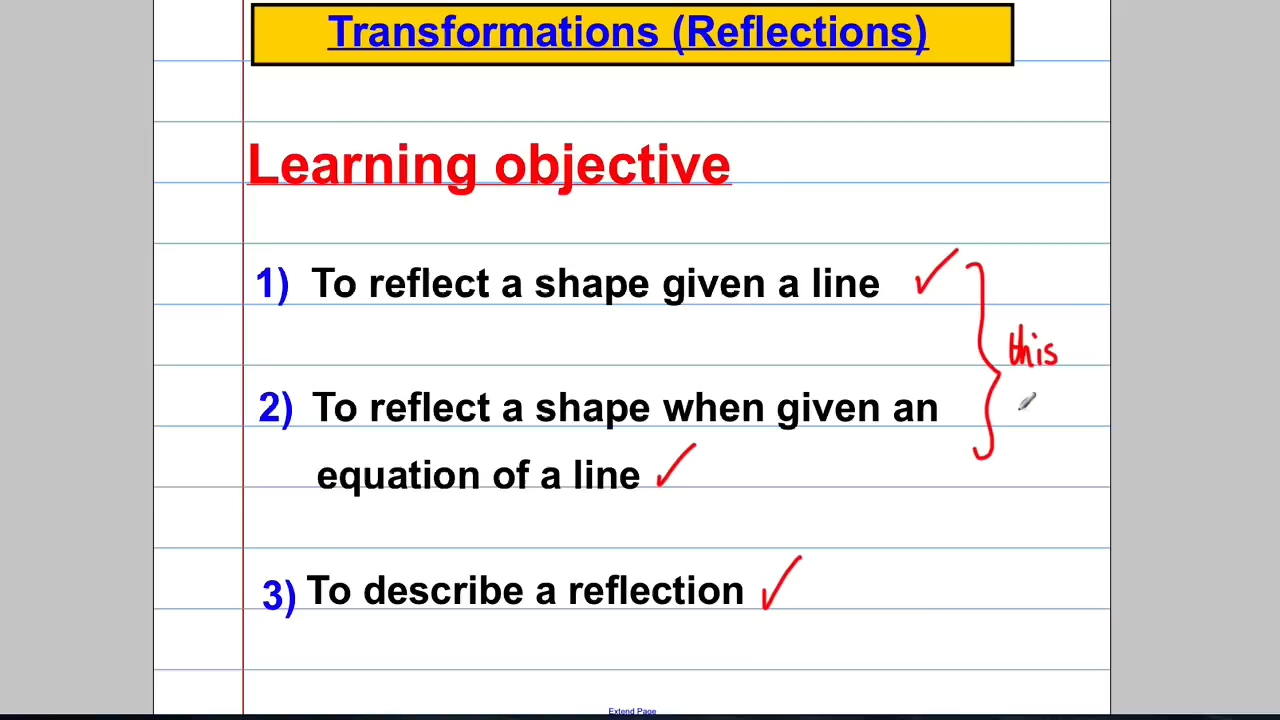 Transformations (Reflections)
Learning objective
1) To reflect a shape given a line
this
2) To reflect a shape when given an
equation of a line
3) To describe a reflection
Extend Page